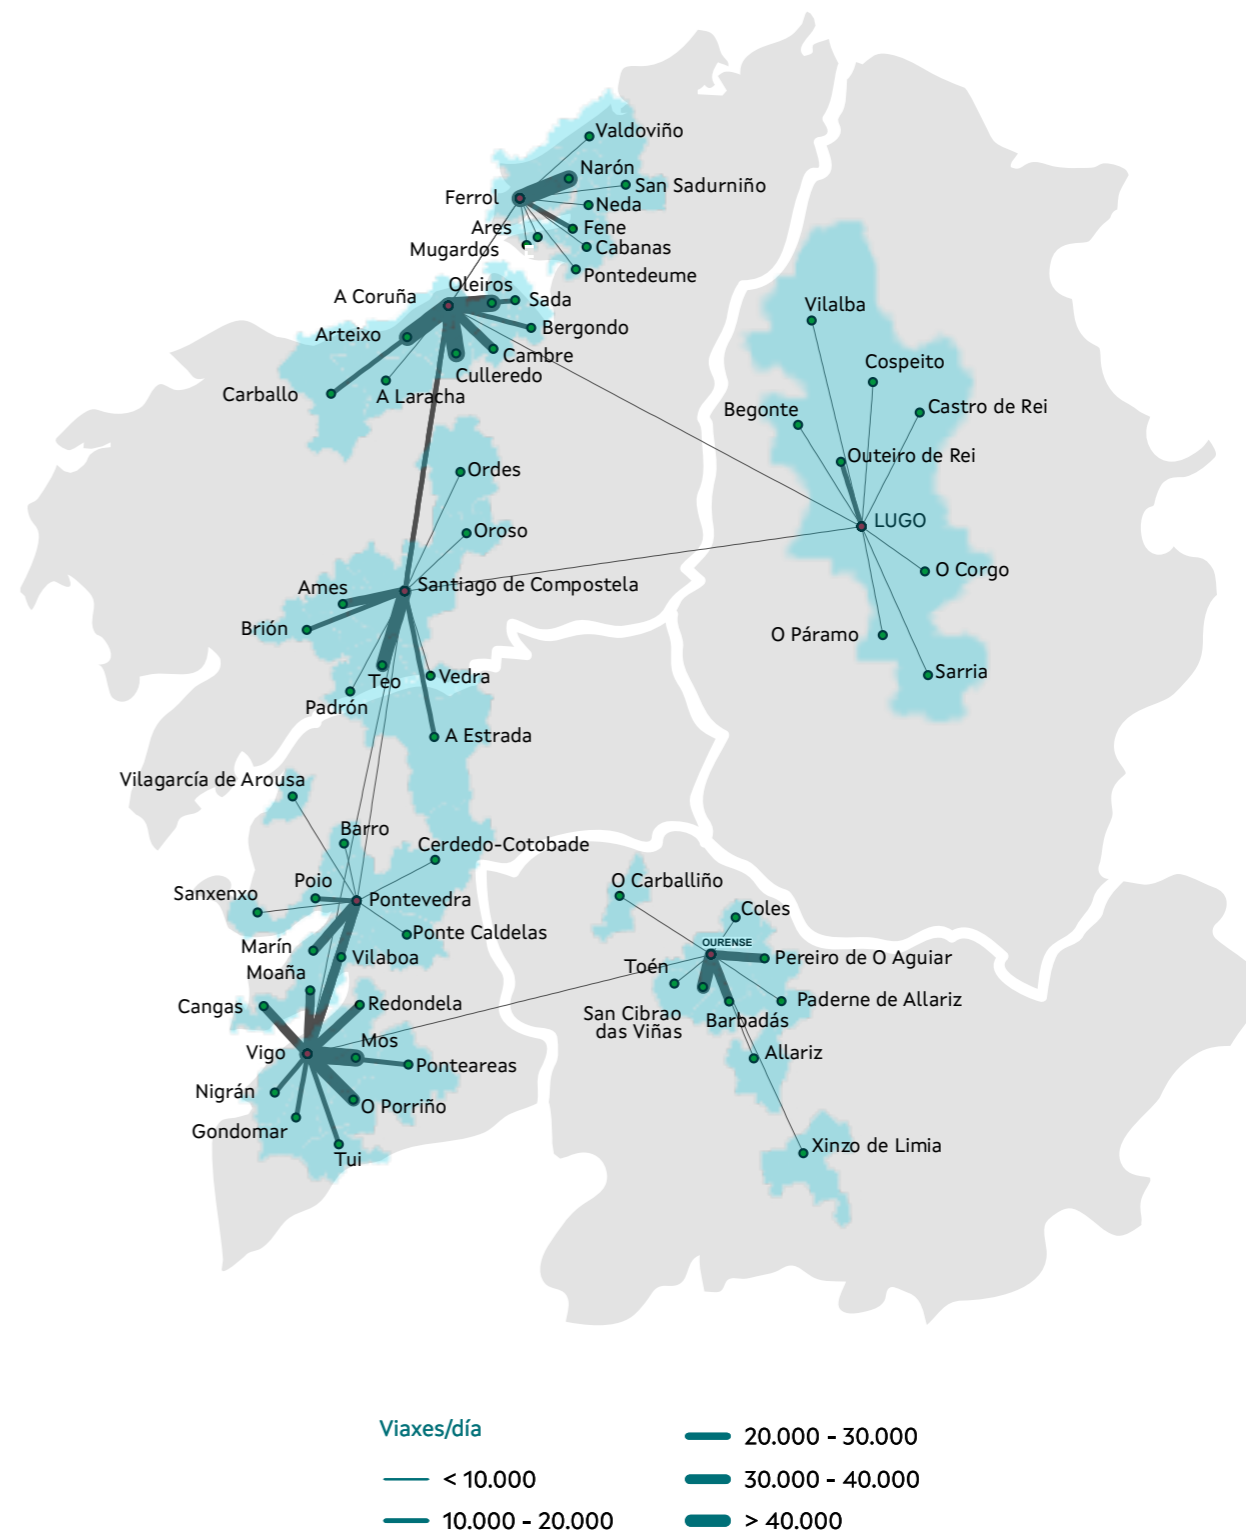 Valdoviño
Narón
San Sadurniño
Ferrol
Neda
Ares
Fene
Mugardos
Cabanas
Pontedeume
Oleiros
A Coruña
Sada
Arteixo
Bergondo
Cambre
Culleredo
Carballo
A Laracha
Vilalba
Cospeito
Begonte
Castro de Rei
Outeiro de Rei
Ordes
LUGO
Oroso
O Corgo
Santiago de Compostela
Ames
Brión
O Páramo
Sarria
Teo
Vedra
Padrón
A Estrada
Vilagarcía de Arousa
Barro
Cerdedo-Cotobade
Poio
Sanxenxo
Pontevedra
O Carballiño
Coles
Ponte Caldelas
Marín
Vilaboa
OURENSE
Pereiro de O Aguiar
Moaña
Toén
Cangas
Redondela
Paderne de Allariz
San Cibrao
das Viñas
Barbadás
Mos
Vigo
Ponteareas
Allariz
Nigrán
O Porriño
Gondomar
Tui
Xinzo de Limia
Viaxes/día
< 10.000
10.000 - 20.000
20.000 - 30.000
30.000 - 40.000
> 40.000